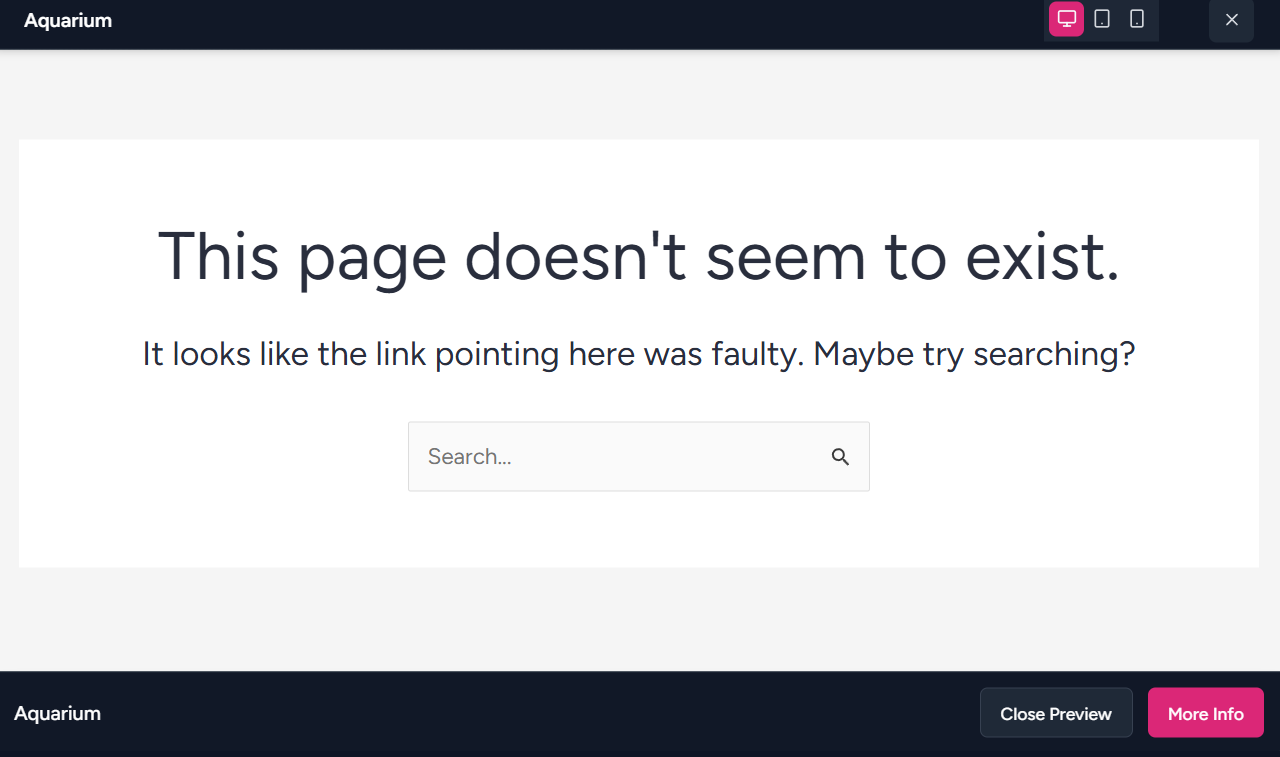 Aquarium
This page doesn't seem to exist.
It looks like the link pointing here was faulty. Maybe try searching?
Search...
Aquarium
Close Preview
More Info